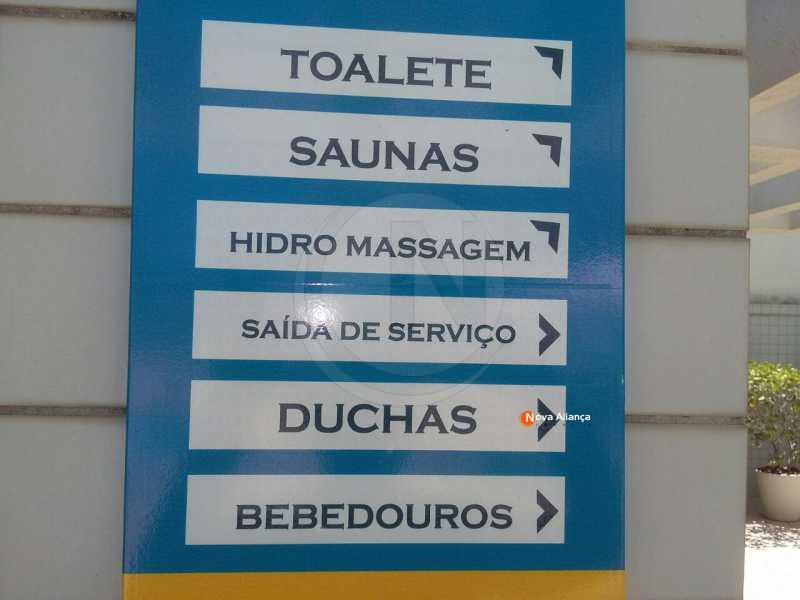 TOALETE
SAUNAS
HIDRO MASSAGEM
SAÍDA DE SERVIÇO
DUCHAS
Nova Aliança
BEBEDOUROS